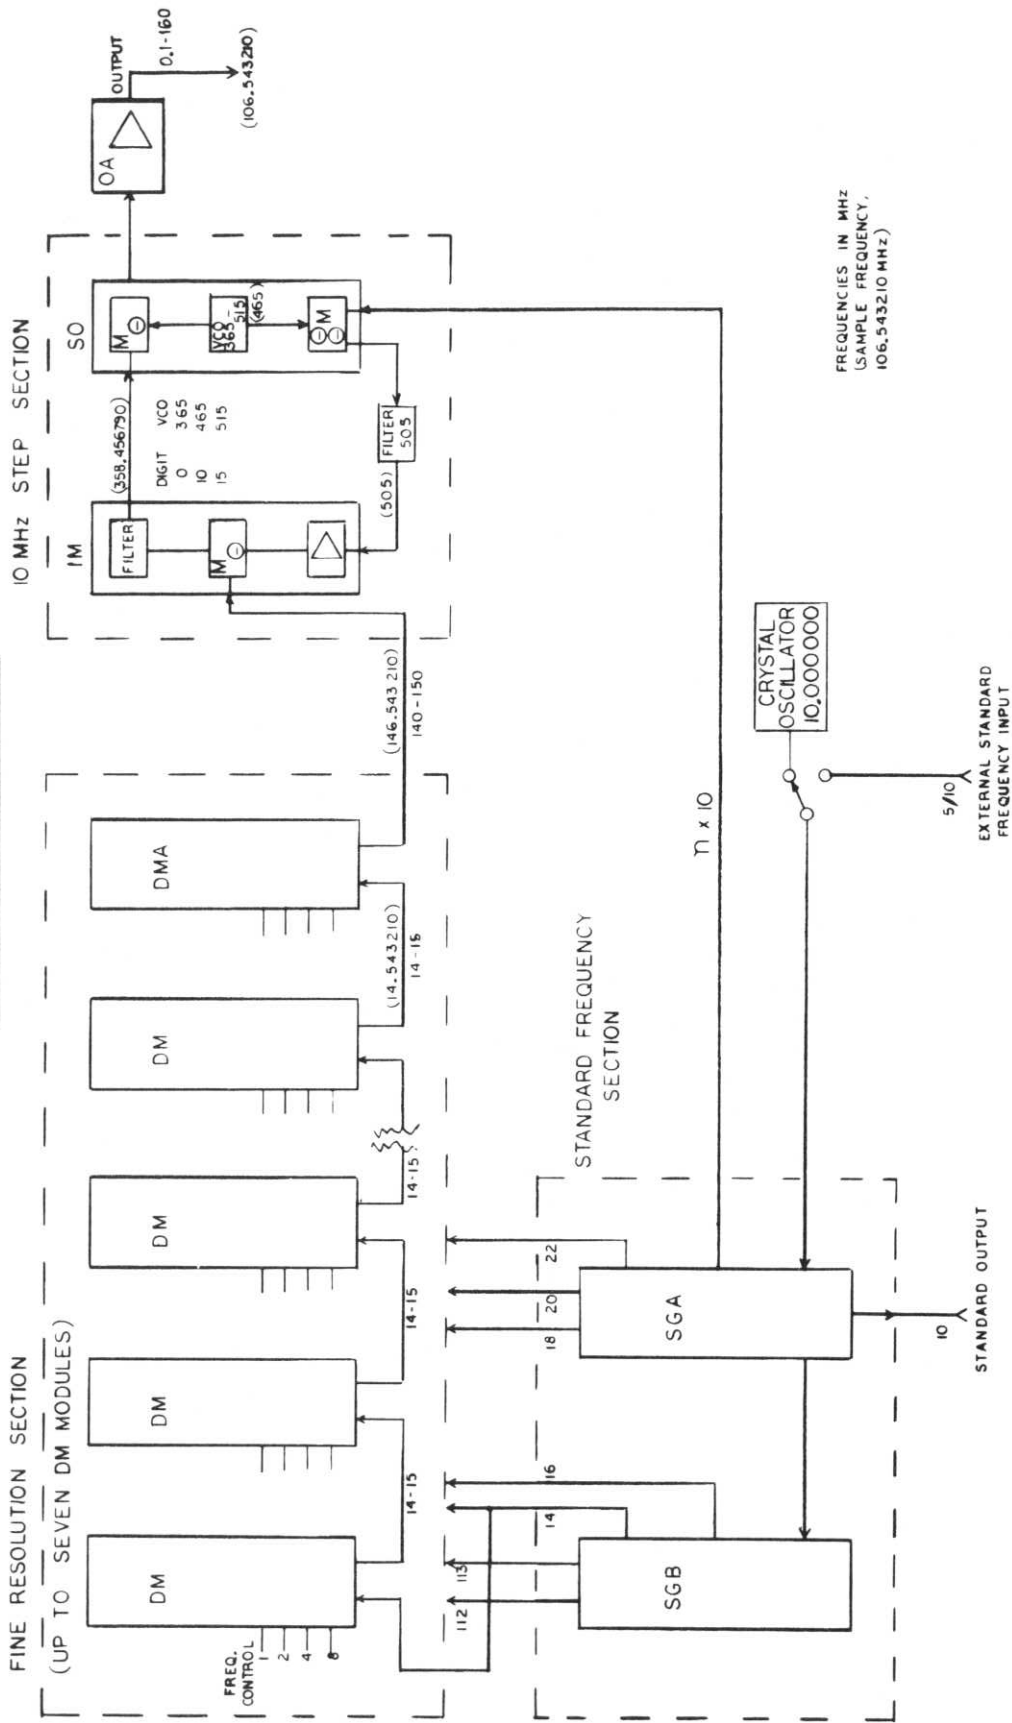 FINE RESOLUTION SECTION
(UP TO SEVEN DM MODULES)
10 MHz STEP SECTION
FREQ.
CONTROL
1
2
4
8
DM
DM
DM
DM
DMA
14-15
14-15
14-15
(14.543210)
14-15
(146.543210)
140-150
1M
FILTER
M
(358.456790)
DIGIT VCO
0 365
10 465
15 515
(505)
FILTER
505
SO
M
VCO
365-
515
(465)
M
OA
OUTPUT
0.1-160
(106.543210)
112
113
14
16
18
20
22
STANDARD FREQUENCY
SECTION
SGB
SGA
n x 10
10
STANDARD OUTPUT
CRYSTAL
OSCILLATOR
10.000000
5/10
EXTERNAL STANDARD
FREQUENCY INPUT
FREQUENCIES IN MHz
(SAMPLE FREQUENCY,
106.543210 MHz)